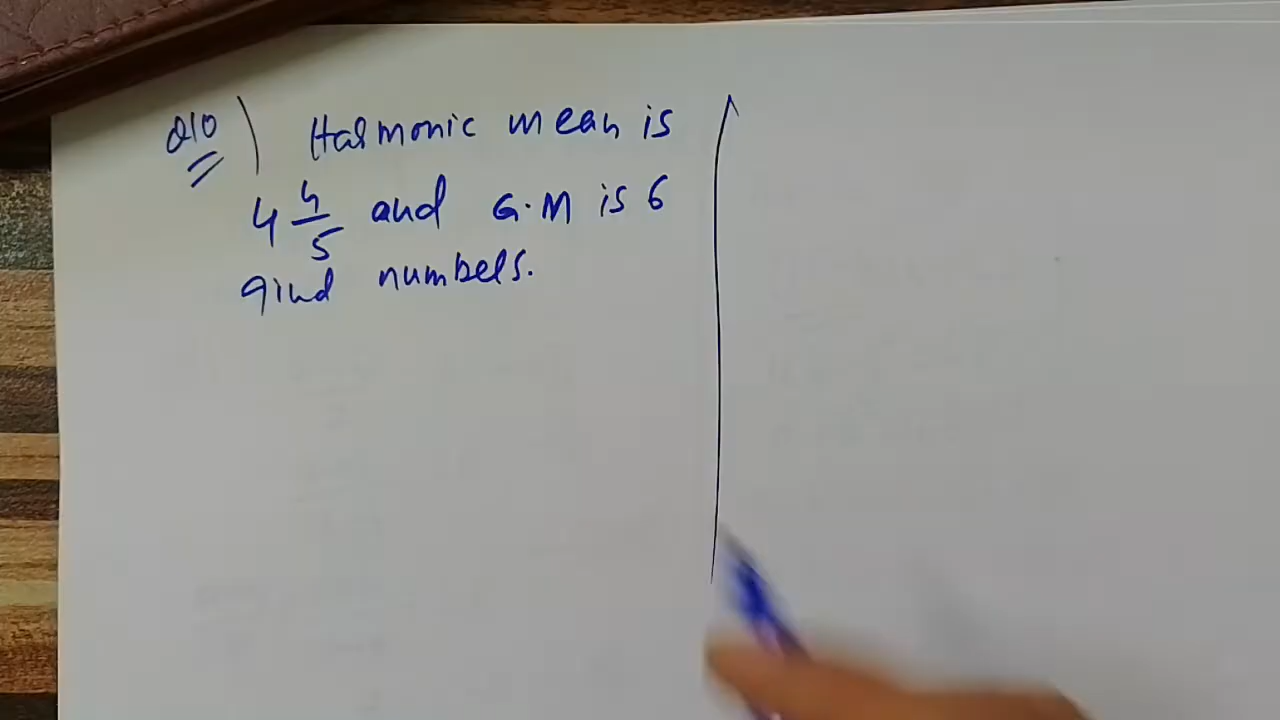 Q10) Harmonic mean is
4 4/5 and G.M is 6
find numbers.